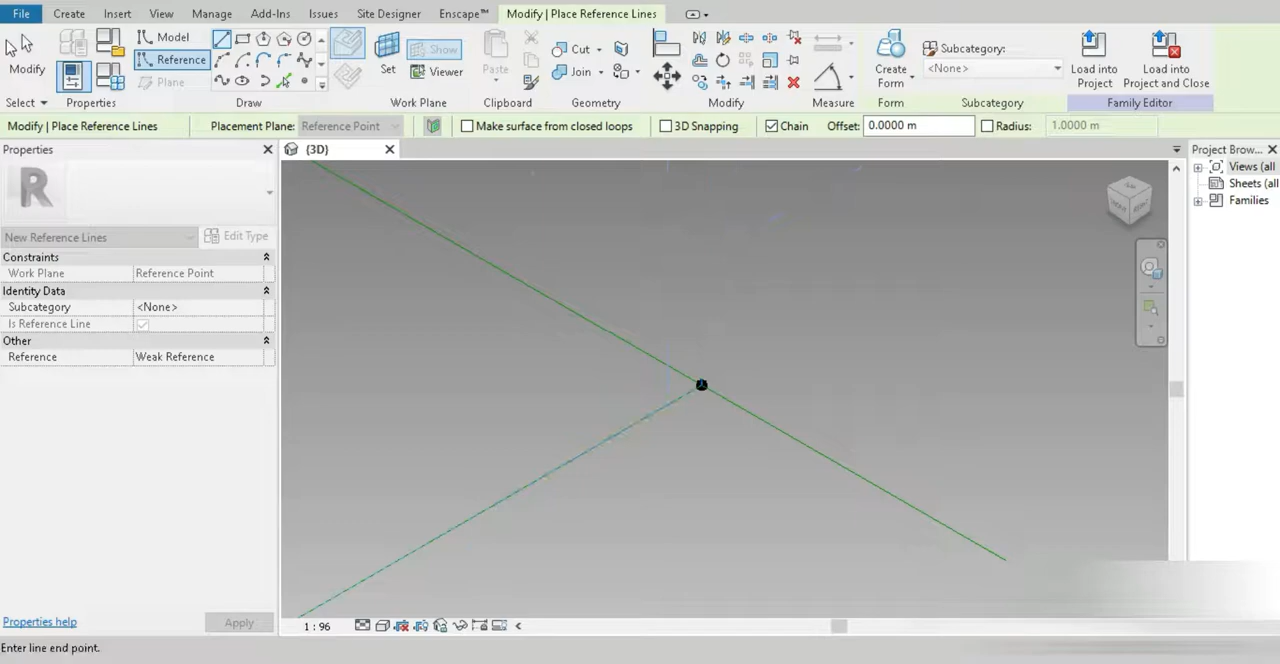 File Create Insert View Manage Add-Ins Issues Site Designer Enscape™ Modify | Place Reference Lines
Modify
Select
Properties
Model
Reference
Plane
Draw
Set
Show
Viewer
Work Plane
Paste
Clipboard
Cut
Join
Geometry
Modify
Measure
Create
Form
Form
Subcategory:
<None>
Subcategory
Load into
Project
Load into
Project and Close
Family Editor
Modify | Place Reference Lines Placement Plane: Reference Point Make surface from closed loops 3D Snapping Chain Offset: 0.0000 m Radius: 1.0000 m
Properties
R
New Reference Lines Edit Type
Constraints
Work Plane Reference Point
Identity Data
Subcategory <None>
Is Reference Line
Other
Reference Weak Reference
Properties help Apply
{3D}
1 : 96
Project Brow...
Views (all
Sheets (all
Families
Enter line end point.